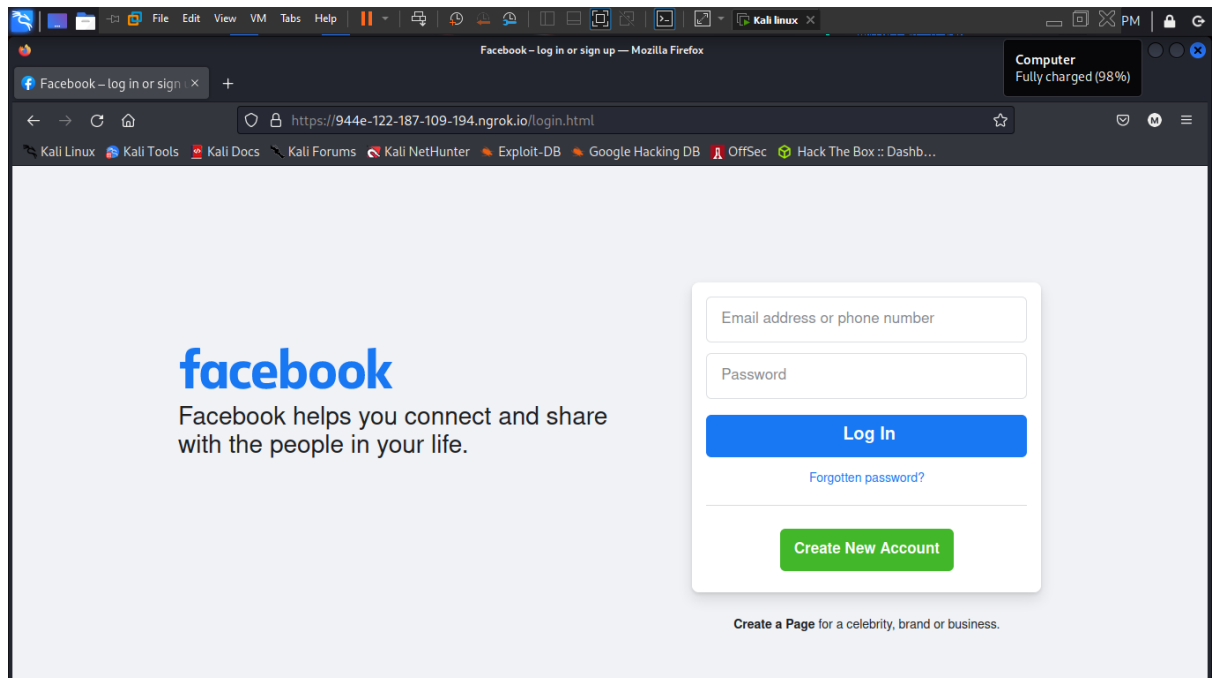 File Edit View VM Tabs Help Kali linux PM
Facebook – log in or sign up — Mozilla Firefox
Computer
Fully charged (98%)
Facebook – log in or sign
https://944e-122-187-109-194.ngrok.io/login.html
M
Kali Linux Kali Tools Kali Docs Kali Forums Kali NetHunter Exploit-DB Google Hacking DB OffSec Hack The Box :: Dashb...
Email address or phone number
facebook
Password
Facebook helps you connect and share
with the people in your life.
Log In
Forgotten password?
Create New Account
Create a Page for a celebrity, brand or business.